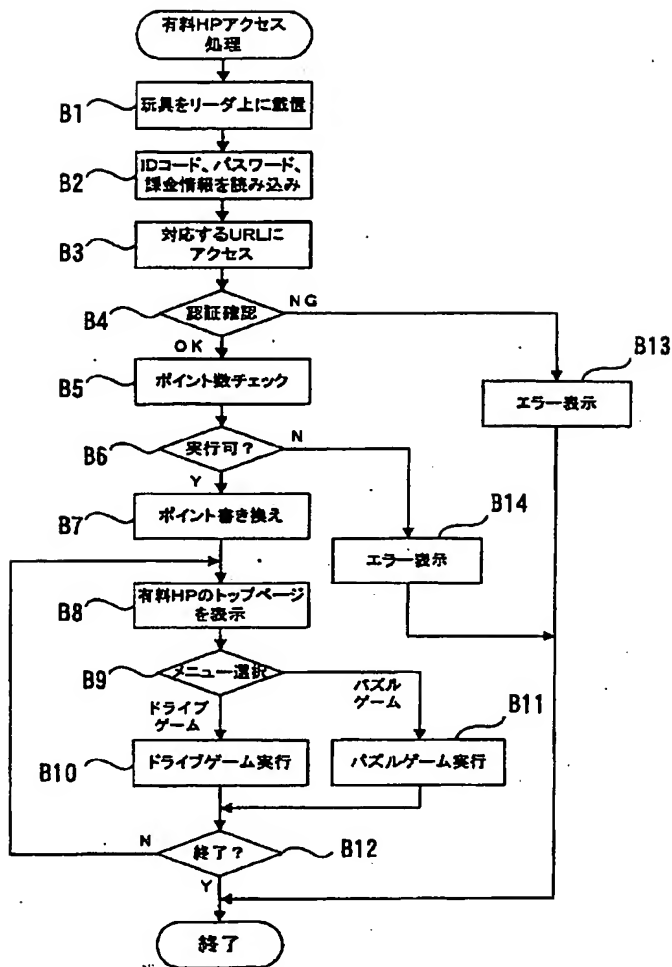 有料HPアクセス
処理
B1
玩具をリーダ上に載置
B2
IDコード、パスワード、
課金情報を読み込み
B3
対応するURLに
アクセス
B4
認証確認
NG
OK
B5
ポイント数チェック
B13
エラー表示
B6
実行可?
N
Y
B7
ポイント書き換え
B14
エラー表示
B8
有料HPのトップページ
を表示
B9
メニュー選択
ドライブ
ゲーム
パズル
ゲーム
B10
ドライブゲーム実行
B11
パズルゲーム実行
N
終了?
B12
Y
終了